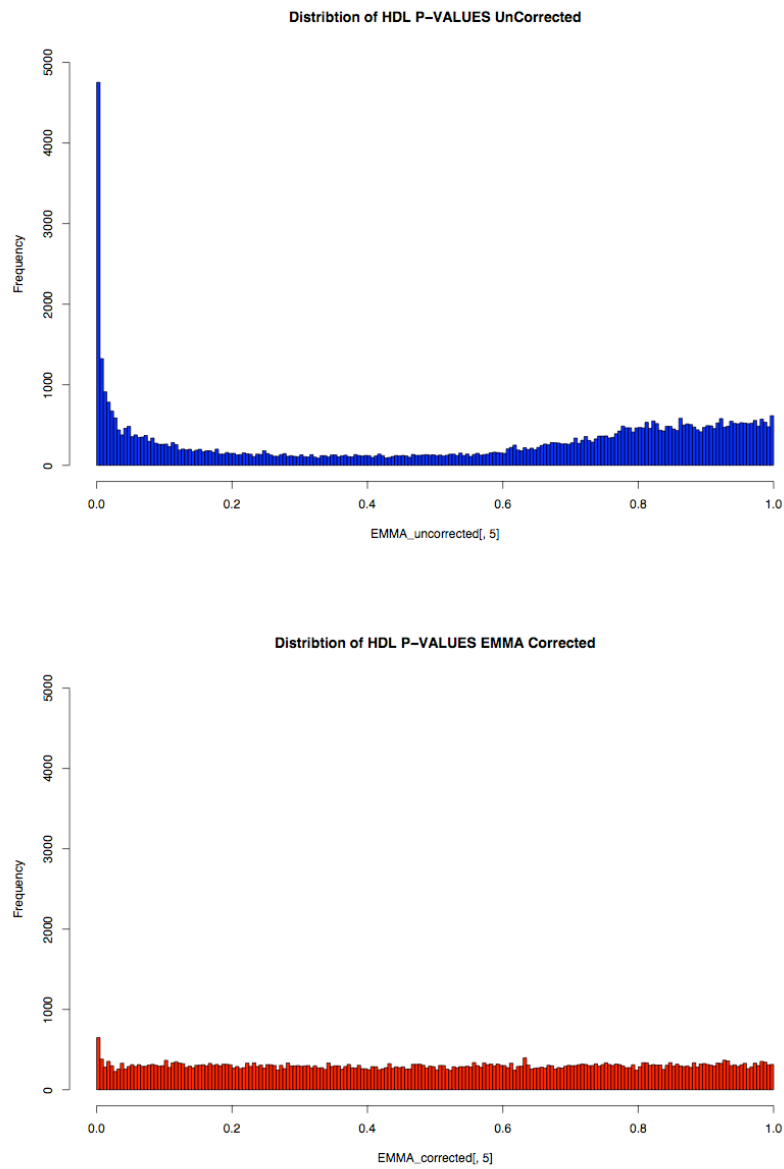 Distribtion of HDL P−VALUES UnCorrected
5000
4000
3000
2000
1000
0
Frequency
0.0 0.2 0.4 0.6 0.8 1.0
EMMA_uncorrected[, 5]
Distribtion of HDL P−VALUES EMMA Corrected
5000
4000
3000
2000
1000
0
Frequency
0.0 0.2 0.4 0.6 0.8 1.0
EMMA_corrected[, 5]